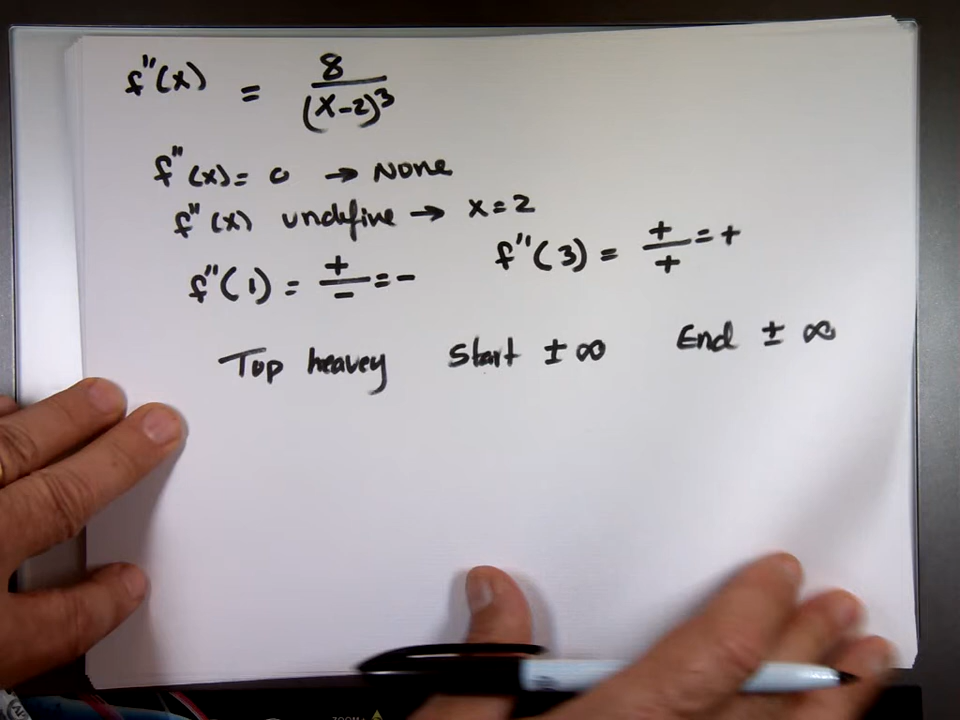 f''(x) = 8/(x-2)^3
f''(x) = 0 → None
f''(x) undefine → x=2
f''(1) = +/- = - f''(3) = +/+ = +
Top heavey Start ± ∞ End ± ∞